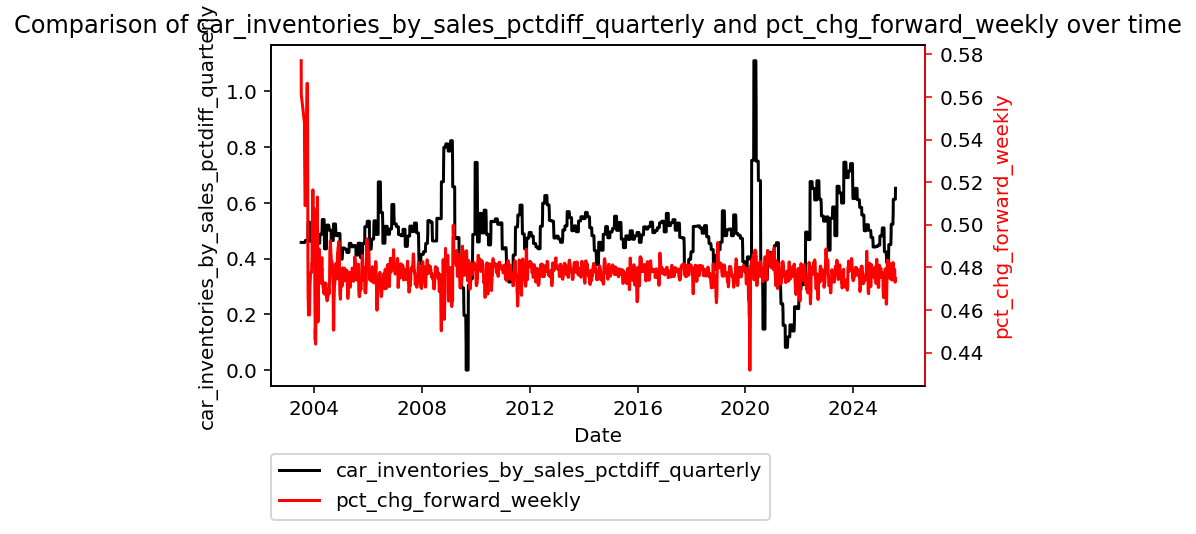 Comparison of car_inventories_by_sales_pctdiff_quarterly and pct_chg_forward_weekly over time
car_inventories_by_sales_pctdiff_quarterly
1.0
0.8
0.6
0.4
0.2
0.0
0.58
0.56
0.54
0.52
0.50
0.48
0.46
0.44
pct_chg_forward_weekly
2004 2008 2012 2016 2020 2024
Date
car_inventories_by_sales_pctdiff_quarterly
pct_chg_forward_weekly